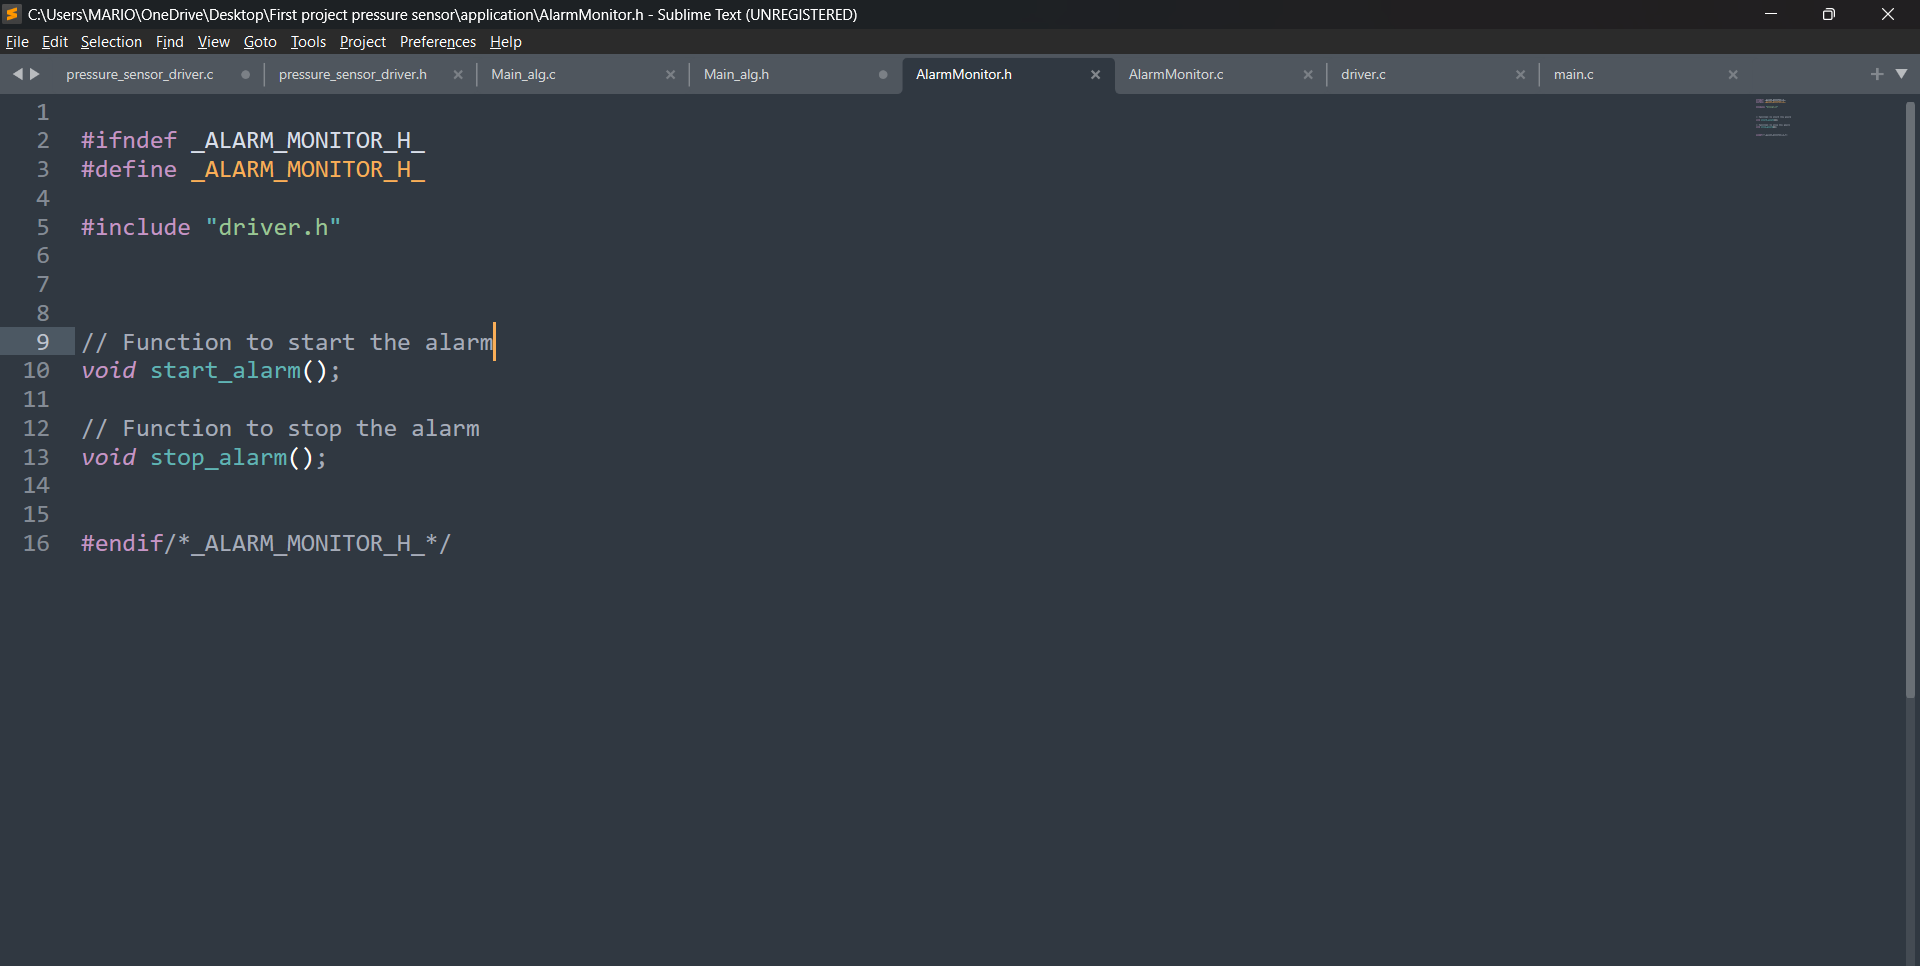 C:\Users\MARIO\OneDrive\Desktop\First project pressure sensor\application\AlarmMonitor.h - Sublime Text (UNREGISTERED)
File Edit Selection Find View Goto Tools Project Preferences Help
pressure_sensor_driver.c pressure_sensor_driver.h Main_alg.c Main_alg.h AlarmMonitor.h AlarmMonitor.c driver.c main.c
1
2 #ifndef _ALARM_MONITOR_H_
3 #define _ALARM_MONITOR_H_
4
5 #include "driver.h"
6
7
8
9 // Function to start the alarm
10 void start_alarm();
11
12 // Function to stop the alarm
13 void stop_alarm();
14
15
16 #endif/*_ALARM_MONITOR_H_*/